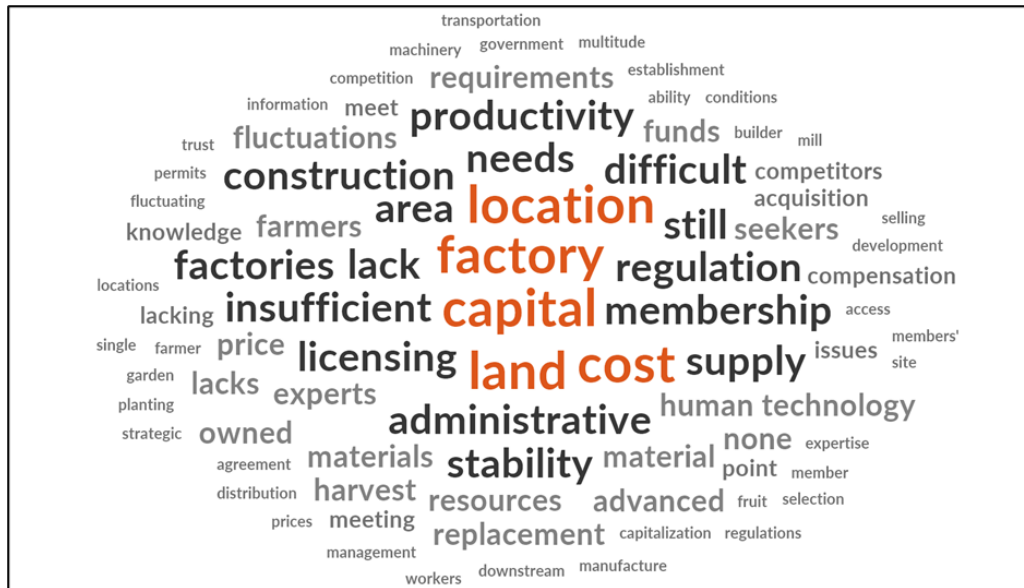 transportation
machinery government multitude
competition requirements establishment
information meet productivity ability conditions
trust fluctuations needs funds builder mill
permits construction difficult competitors
fluctuating area location acquisition
knowledge farmers still seekers selling
factories lack factory regulation development
locations compensation
lacking insufficient capital membership access
single farmer price licensing supply issues members'
garden land cost site
planting lacks experts human technology
strategic owned administrative none expertise
agreement materials stability material point member
distribution harvest resources advanced fruit selection
prices meeting replacement capitalization regulations
management
workers downstream manufacture